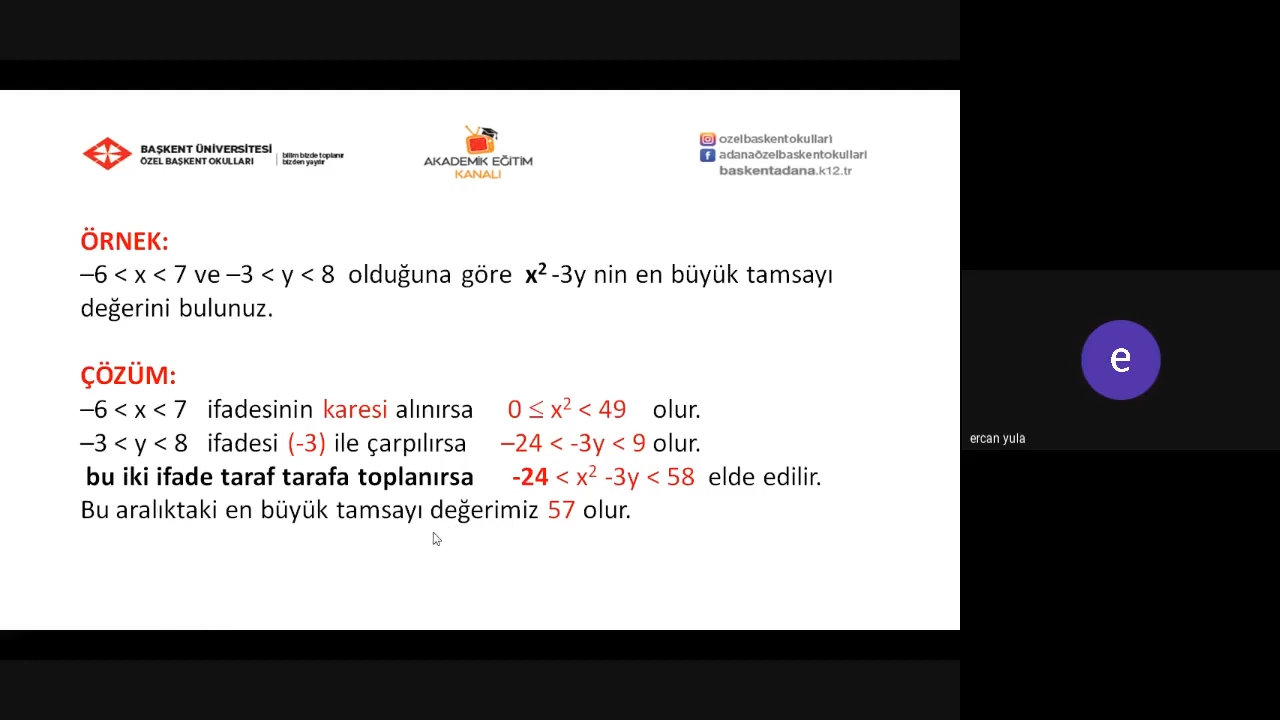 BAŞKENT ÜNİVERSİTESİ
ÖZEL BAŞKENT OKULLARI
bilim bizde toplanır
bizden yayılır
AKADEMİK EĞİTİM
KANALI
ozelbaskentokullari
adanaözelbaskentokullari
baskentadana.k12.tr
ÖRNEK:
–6 < x < 7 ve –3 < y < 8 olduğuna göre x² -3y nin en büyük tamsayı
değerini bulunuz.
ÇÖZÜM:
–6 < x < 7 ifadesinin karesi alınırsa 0 ≤ x² < 49 olur.
–3 < y < 8 ifadesi (-3) ile çarpılırsa –24 < -3y < 9 olur.
bu iki ifade taraf tarafa toplanırsa -24 < x² -3y < 58 elde edilir.
Bu aralıktaki en büyük tamsayı değerimiz 57 olur.
e
ercan yula